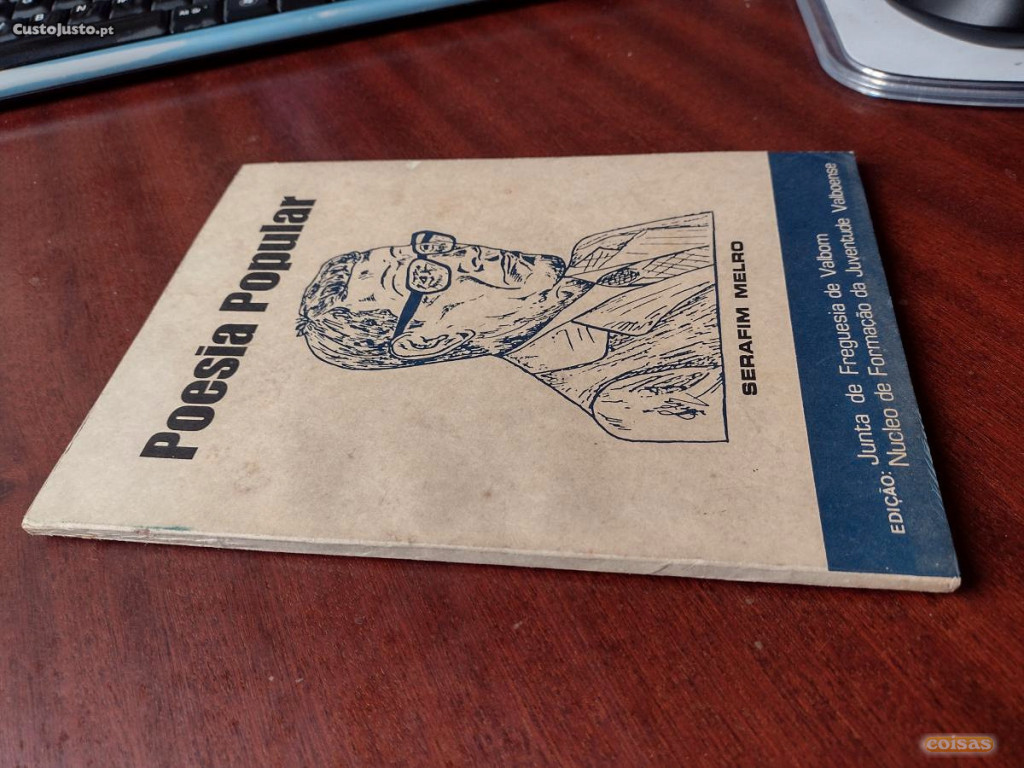 CustoJusto.pt
Poesia Popular
SERAFIM MELRO
EDIÇÃO: Junta de Freguesia de Valbom
Nucleo de Formação da Juventude Valboense
coisas